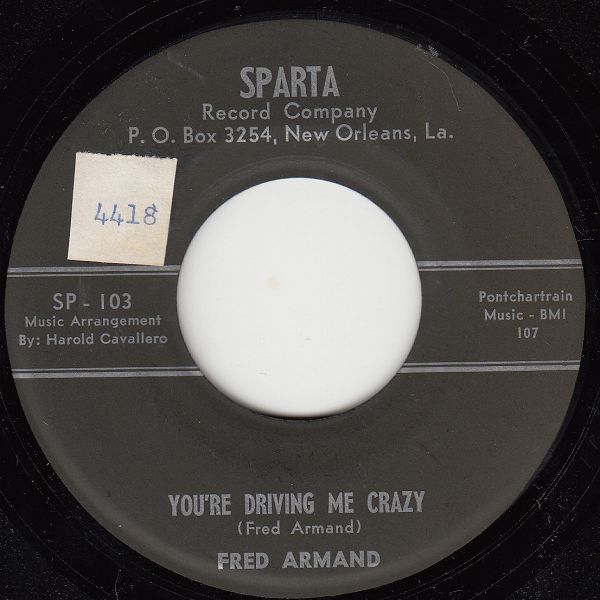 SPARTA
Record Company
P. O. Box 3254, New Orleans, La.
4418
SP - 103
Music Arrangement
By: Harold Cavallero
Pontchartrain
Music - BMI
107
YOU'RE DRIVING ME CRAZY
(Fred Armand)
FRED ARMAND